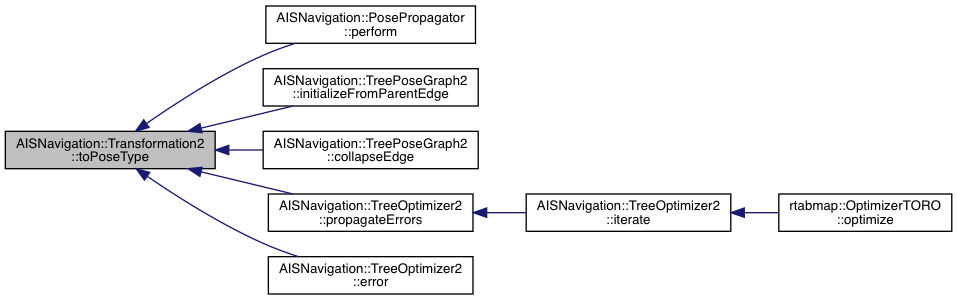 AISNavigation::PosePropagator
::perform
AISNavigation::TreePoseGraph2
::initializeFromParentEdge
AISNavigation::Transformation2
::toPoseType
AISNavigation::TreePoseGraph2
::collapseEdge
AISNavigation::TreeOptimizer2
::propagateErrors
AISNavigation::TreeOptimizer2
::iterate
rtabmap::OptimizerTORO
::optimize
AISNavigation::TreeOptimizer2
::error